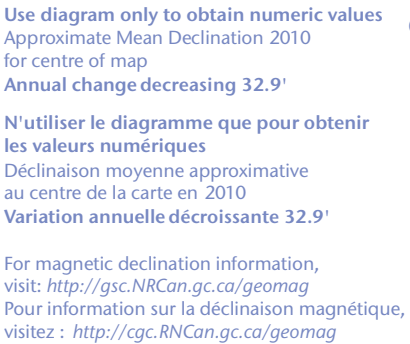 Use diagram only to obtain numeric values
Approximate Mean Declination 2010
for centre of map
Annual change decreasing 32.9'
N'utiliser le diagramme que pour obtenir
les valeurs numériques
Déclinaison moyenne approximative
au centre de la carte en 2010
Variation annuelle décroissante 32.9'
For magnetic declination information,
visit: http://gsc.NRCan.gc.ca/geomag
Pour information sur la déclinaison magnétique,
visitez : http://cgc.RNCan.gc.ca/geomag